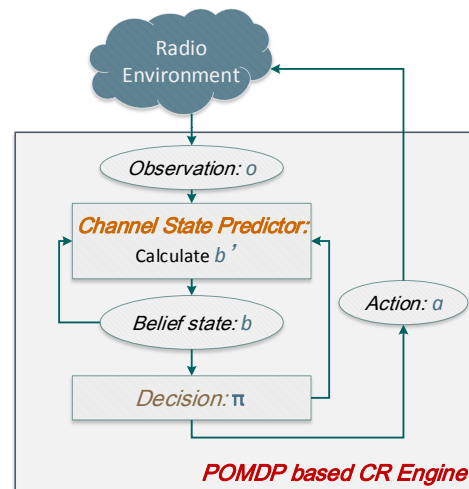 Radio
Environment
Observation: o
Channel State Predictor:
Calculate b’
Belief state: b
Action: a
Decision: π
POMDP based CR Engine